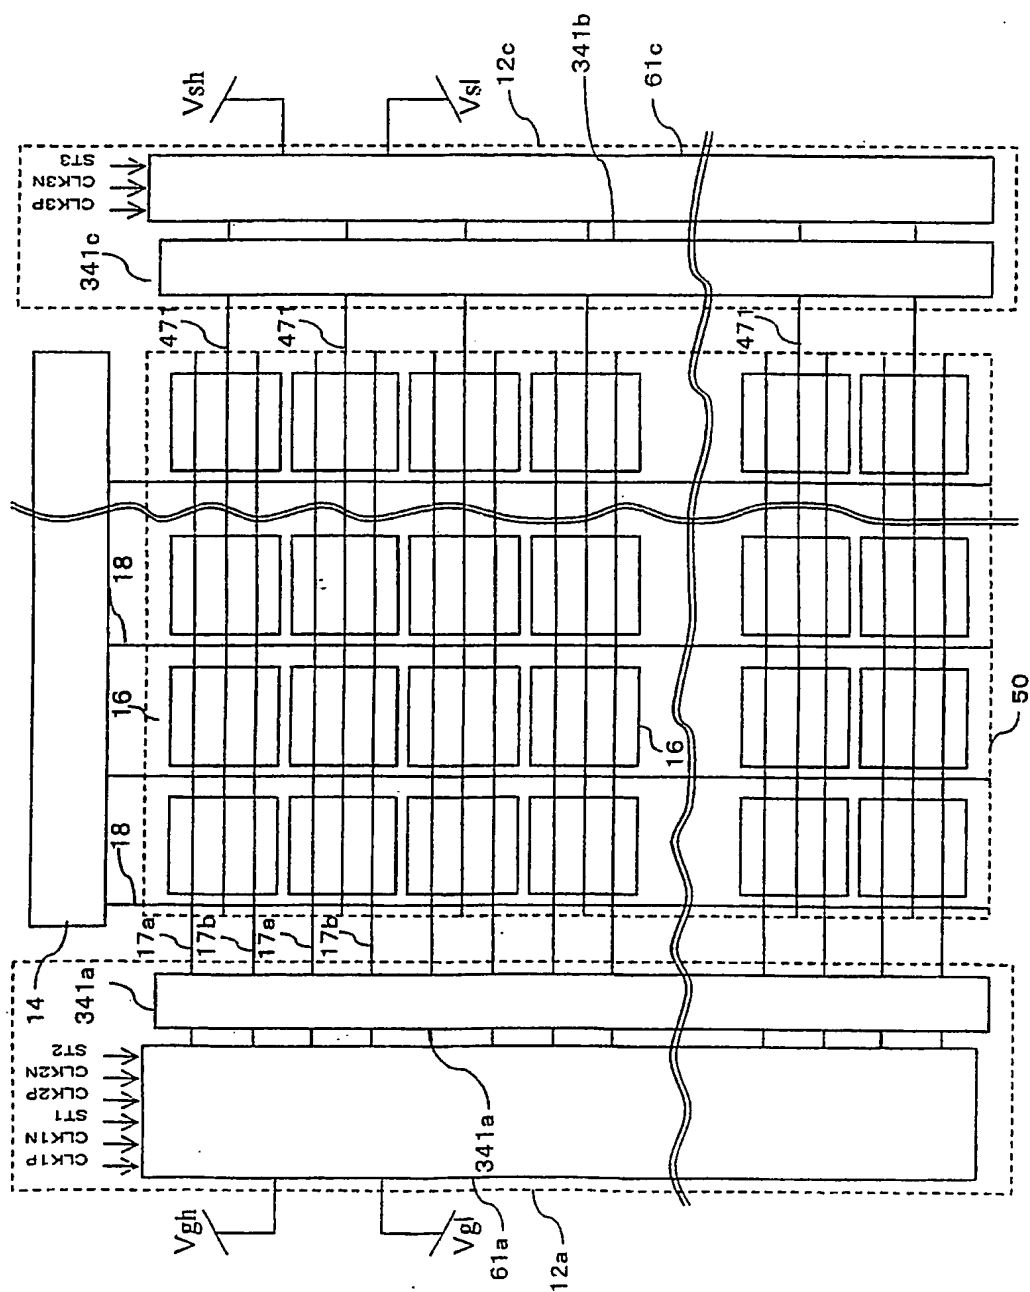 Vsh
Vsl
12c
341b
61c
ST3
CLK3N
CLK3P
341c
471
471
471
18
16
18
16
50
17a
17b
17a
17b
14
341a
ST2
CLK2N
CLK2P
ST1
CLK1N
CLK1P
341a
Vgh
Vgl
61a
12a